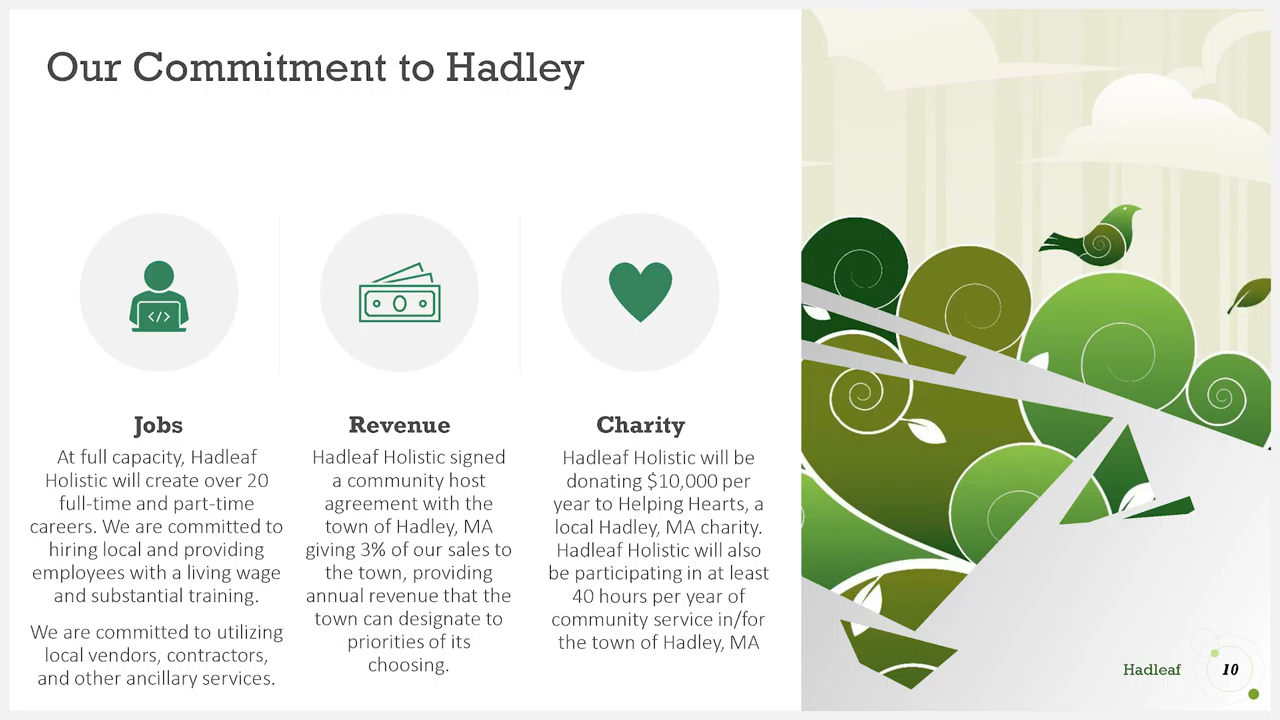 Our Commitment to Hadley
</>
Jobs
At full capacity, Hadleaf
Holistic will create over 20
full-time and part-time
careers. We are committed to
hiring local and providing
employees with a living wage
and substantial training.
We are committed to utilizing
local vendors, contractors,
and other ancillary services.
Revenue
Hadleaf Holistic signed
a community host
agreement with the
town of Hadley, MA
giving 3% of our sales to
the town, providing
annual revenue that the
town can designate to
priorities of its
choosing.
Charity
Hadleaf Holistic will be
donating $10,000 per
year to Helping Hearts, a
local Hadley, MA charity.
Hadleaf Holistic will also
be participating in at least
40 hours per year of
community service in/for
the town of Hadley, MA
Hadleaf
10